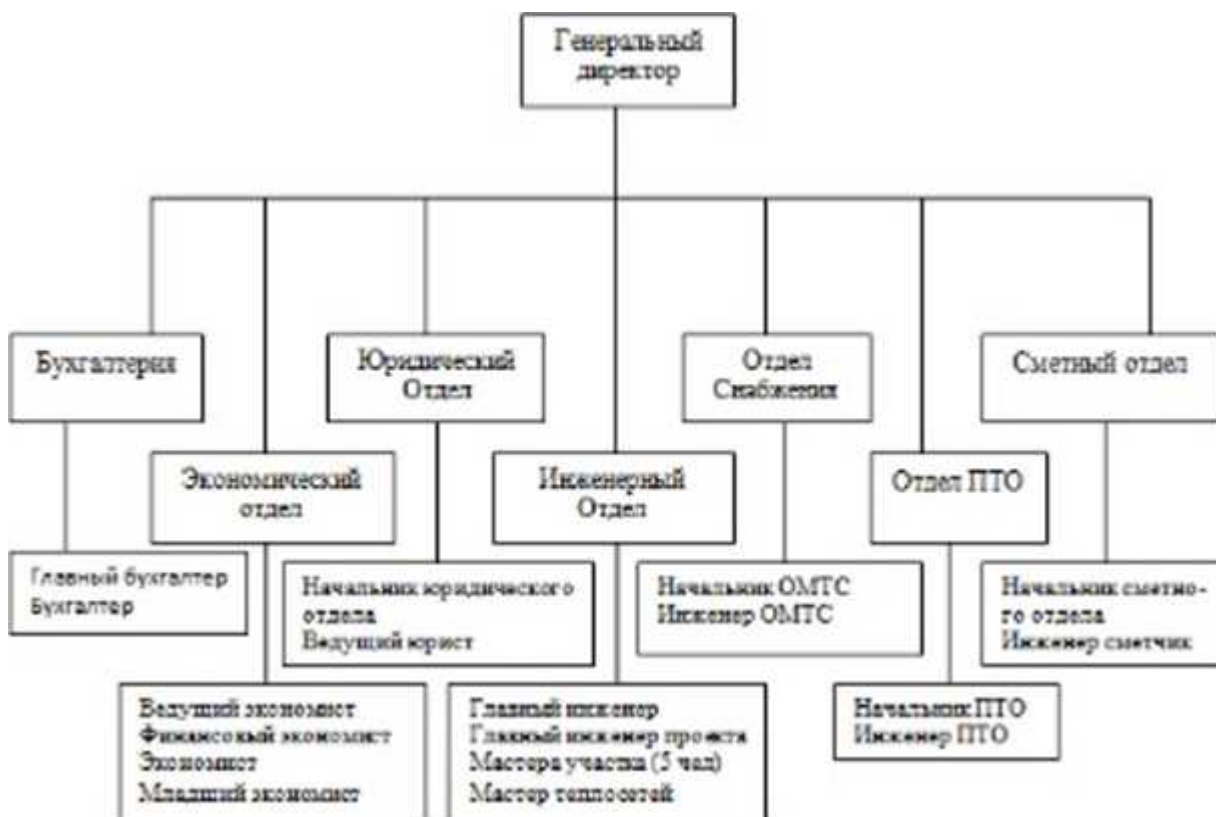 Генеральный
директор
Бухгалтерия
Юридический
Отдел
Отдел
Снабжения
Сметный отдел
Экономический
отдел
Инженерный
Отдел
Отдел ПТО
Главный бухгалтер
Бухгалтер
Начальник юридического
отдела
Ведущий юрист
Начальник ОМТС
Инженер ОМТС
Начальник сметно-
го отдела
Инженер сметчик
Ведущий экономист
Финансовый экономист
Экономист
Младший экономист
Главный инженер
Главный инженер проекта
Мастера участка (5 чел)
Мастер теплосетей
Начальник ПТО
Инженер ПТО